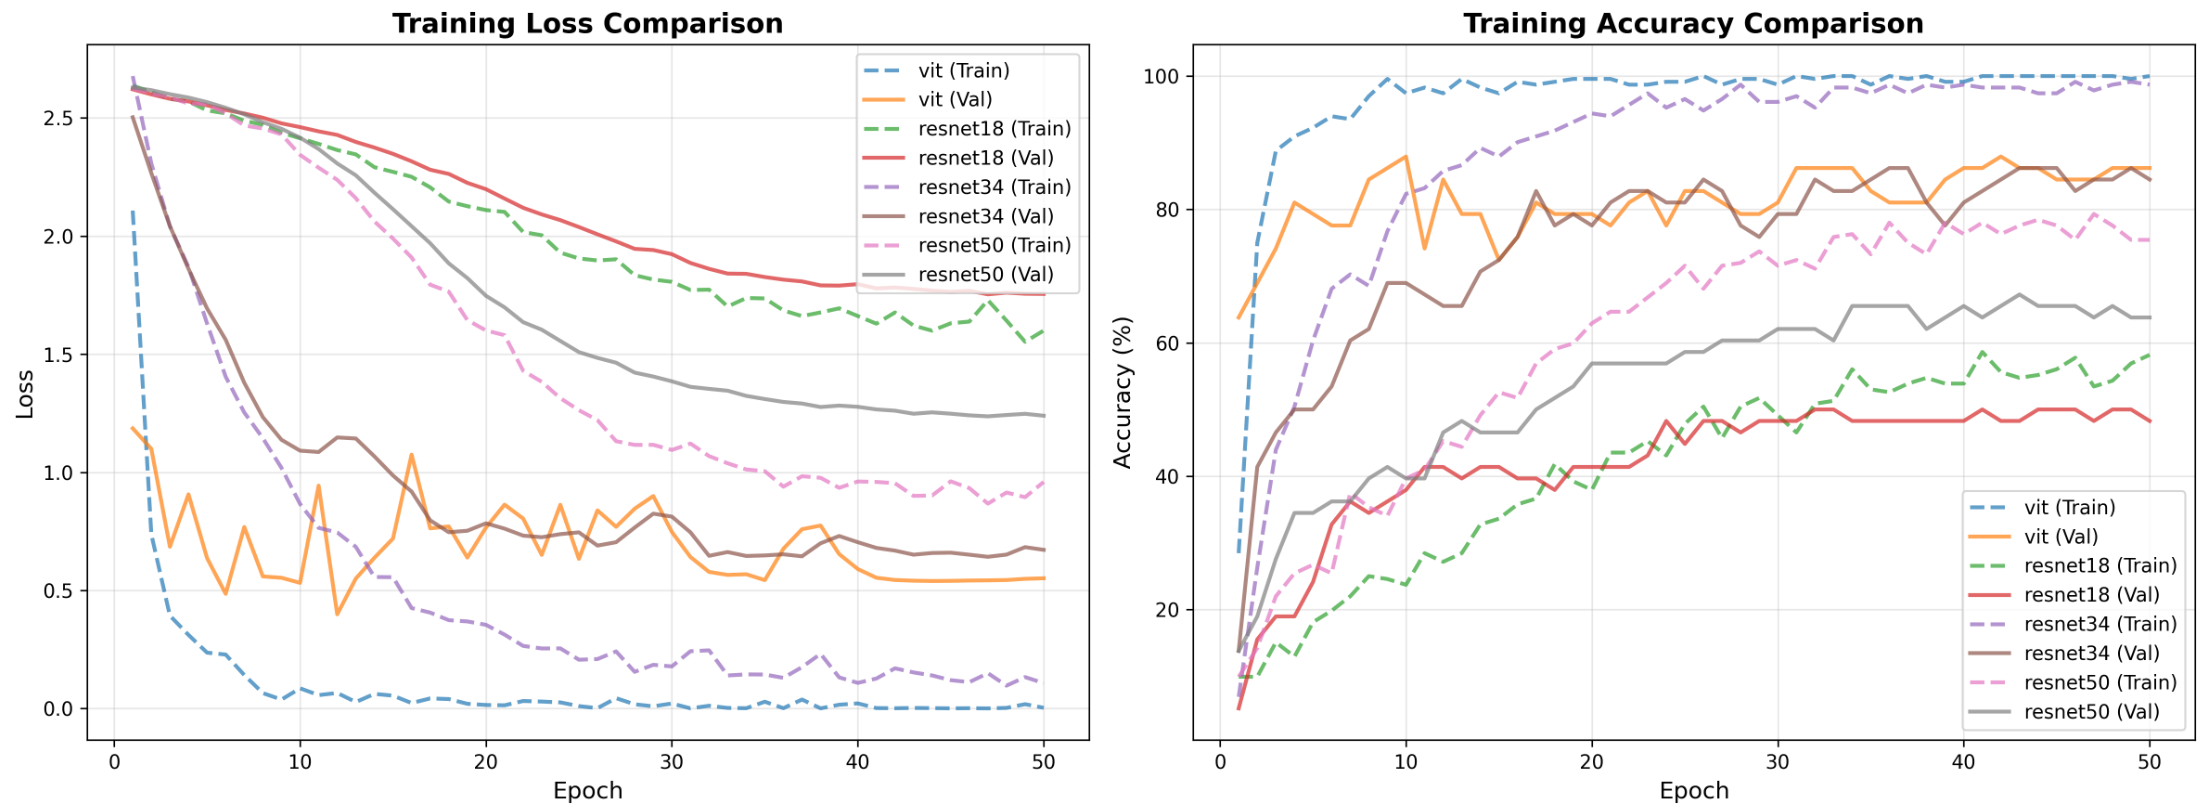 Training Loss Comparison
vit (Train)
vit (Val)
resnet18 (Train)
resnet18 (Val)
resnet34 (Train)
resnet34 (Val)
resnet50 (Train)
resnet50 (Val)
2.5
2.0
1.5
1.0
0.5
0.0
Loss
0 10 20 30 40 50
Epoch
Training Accuracy Comparison
100
80
60
40
20
Accuracy (%)
vit (Train)
vit (Val)
resnet18 (Train)
resnet18 (Val)
resnet34 (Train)
resnet34 (Val)
resnet50 (Train)
resnet50 (Val)
0 10 20 30 40 50
Epoch